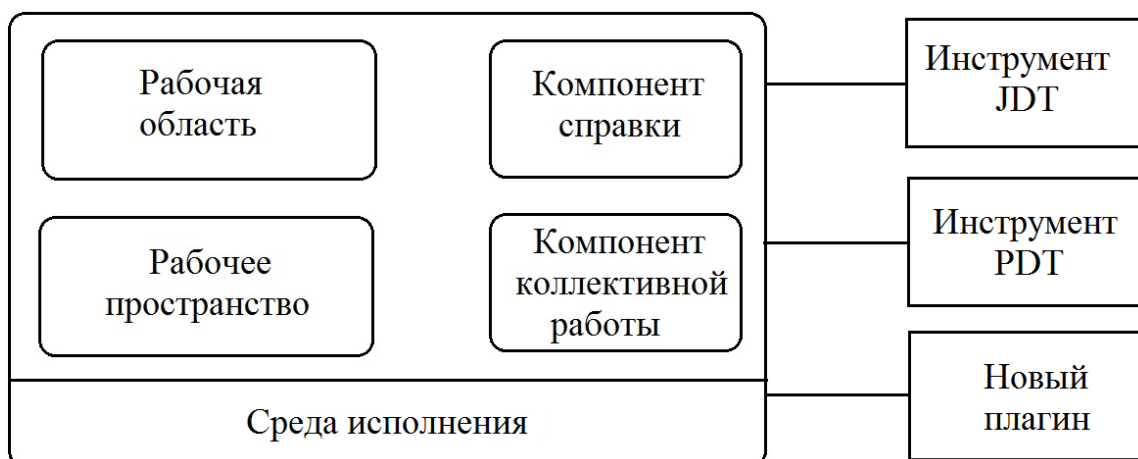 Рабочая
область
Компонент
справки
Инструмент
JDT
Рабочее
пространство
Компонент
коллективной
работы
Инструмент
PDT
Среда исполнения
Новый
плагин